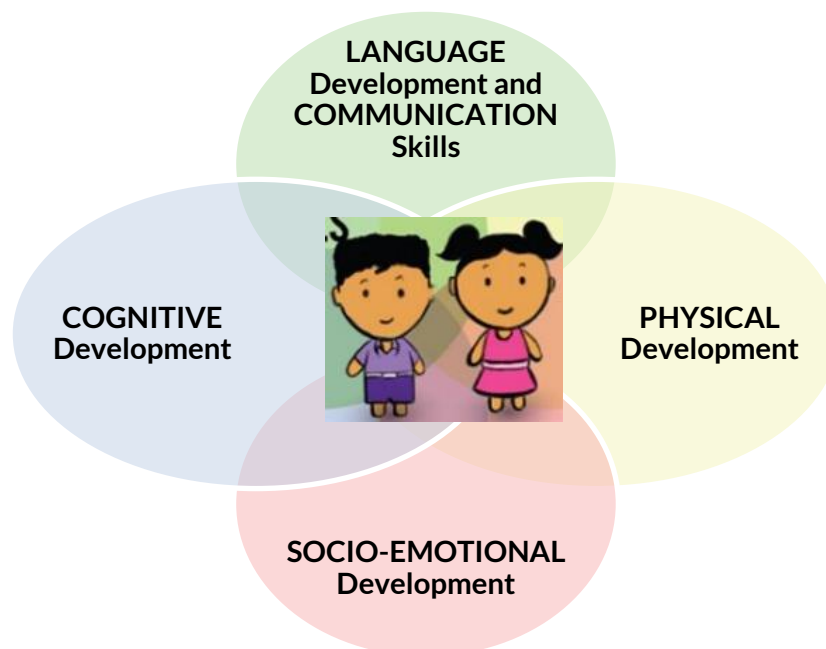 LANGUAGE
Development and
COMMUNICATION
Skills
COGNITIVE
Development
PHYSICAL
Development
SOCIO-EMOTIONAL
Development